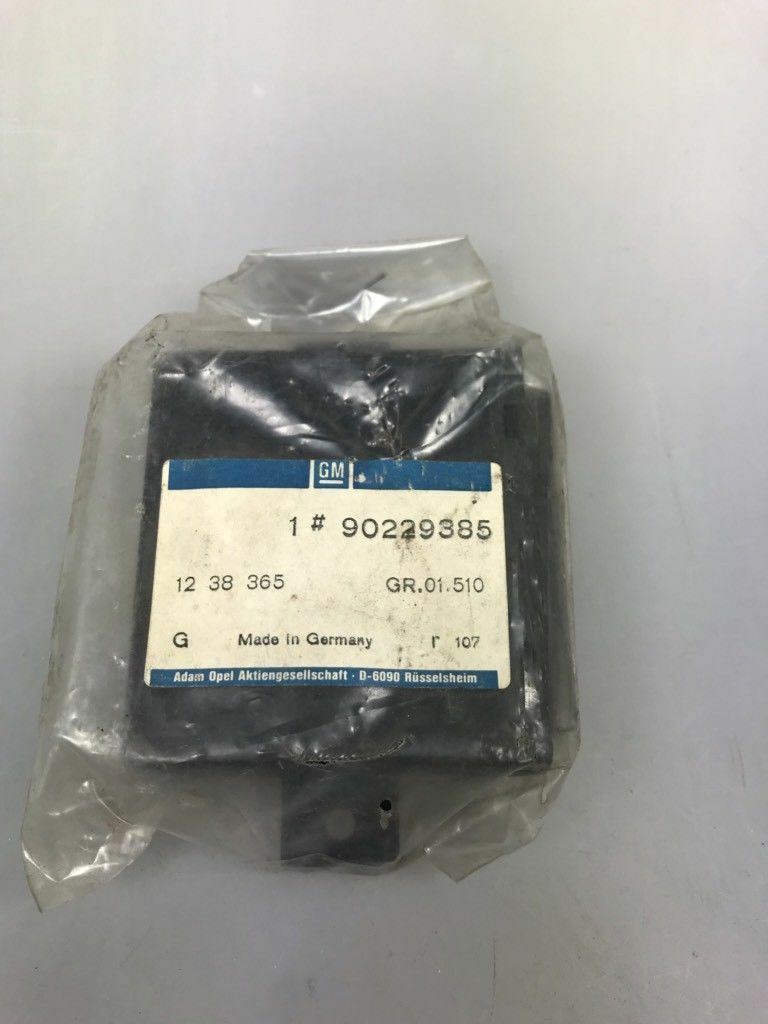 GM
1 # 90229385
12 38 365 GR.01.510
G Made in Germany r 107
Adam Opel Aktiengesellschaft · D-6090 Rüsselsheim